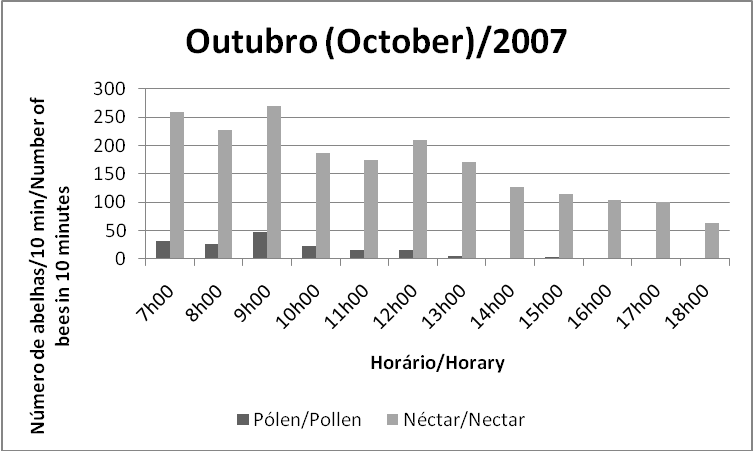 Outubro (October)/2007
Número de abelhas/10 min/Number of
bees in 10 minutes
300
250
200
150
100
50
0
7h00
8h00
9h00
10h00
11h00
12h00
13h00
14h00
15h00
16h00
17h00
18h00
Horário/Horary
Pólen/Pollen
Néctar/Nectar